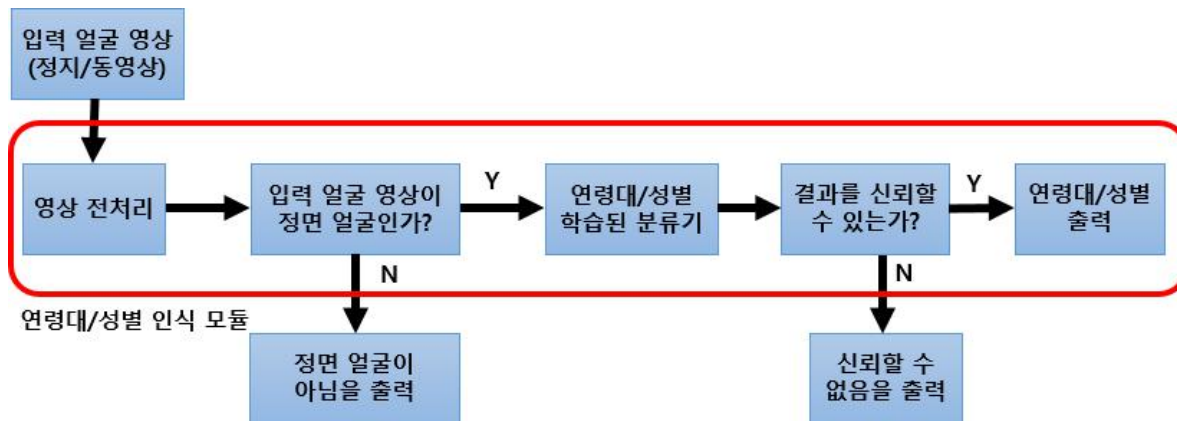 입력 얼굴 영상
(정지/동영상)
영상 전처리
입력 얼굴 영상이
정면 얼굴인가?
Y
연령대/성별
학습된 분류기
결과를 신뢰할
수 있는가?
Y
연령대/성별
출력
N
N
연령대/성별 인식 모듈
정면 얼굴이
아님을 출력
신뢰할 수
없음을 출력